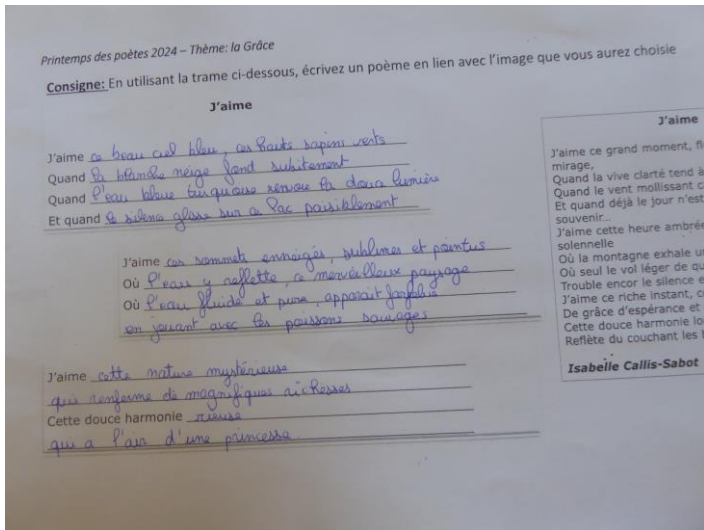 Printemps des poètes 2024 – Thème: la Grâce
Consigne: En utilisant la trame ci-dessous, écrivez un poème en lien avec l'image que vous aurez choisie
J'aime
J'aime ce beau ciel bleu, ces hauts sapins verts
Quand la blanche neige fond subitement
Quand l'eau bleue turquoise renvoie la douce lumière
Et quand le silence glisse sur ce lac paisiblement
J'aime ces sommets enneigés, sublimes et pointus
Où l'eau y reflette, ce merveilleux paysage
Où l'eau fluide et pure, apparait
en jouant avec les poissons sauvages
J'aime cette nature mystérieuse
qui renferme de magnifiques richesses
Cette douce harmonie rieuse
qui a l'air d'une princesse.
J'aime
J'aime ce grand moment, fl
mirage,
Quand la vive clarté tend à
Quand le vent mollissant c
Et quand déjà le jour n'est
souvenir...
J'aime cette heure ambrée
solennelle
Où la montagne exhale u
Où seul le vol léger de qu
Trouble encor le silence e
J'aime ce riche instant, c
De grâce d'espérance et
Cette douce harmonie lo
Reflète du couchant les
Isabelle Callis-Sabot